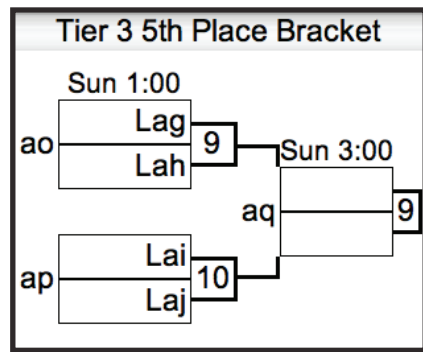 Tier 3 5th Place Bracket
Sun 1:00
ao
Lag
Lah
9
Sun 3:00
aq
9
ap
Lai
Laj
10